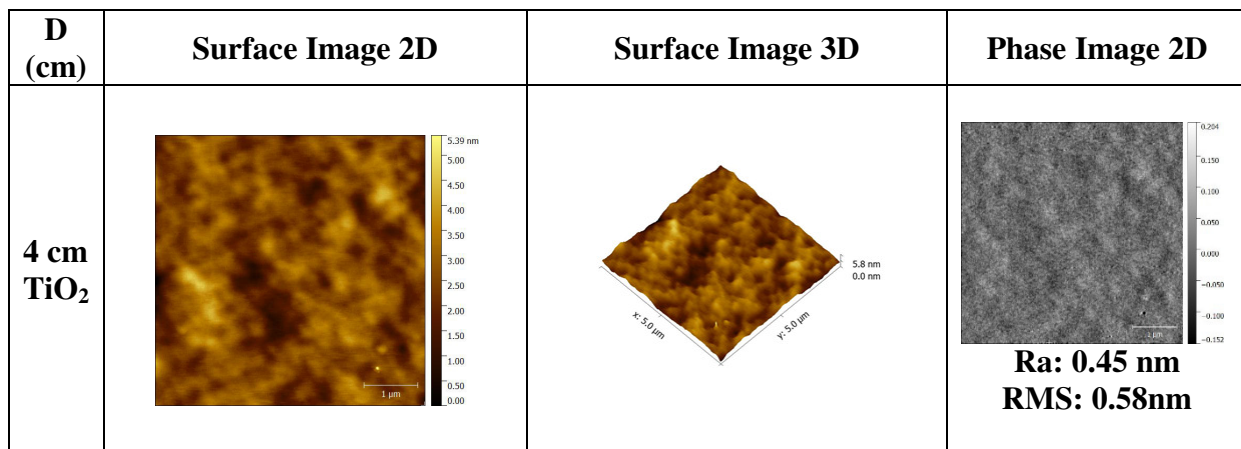 D
(cm)
Surface Image 2D
Surface Image 3D
Phase Image 2D
4 cm
TiO₂
5.39 nm
5.00
4.50
4.00
3.50
3.00
2.50
2.00
1.50
1.00
0.50
0.00
1 μm
5.8 nm
0.0 nm
x: 5.0 μm
y: 5.0 μm
0.204
0.150
0.100
0.050
0.000
−0.050
−0.100
−0.152
1 μm
Ra: 0.45 nm
RMS: 0.58nm